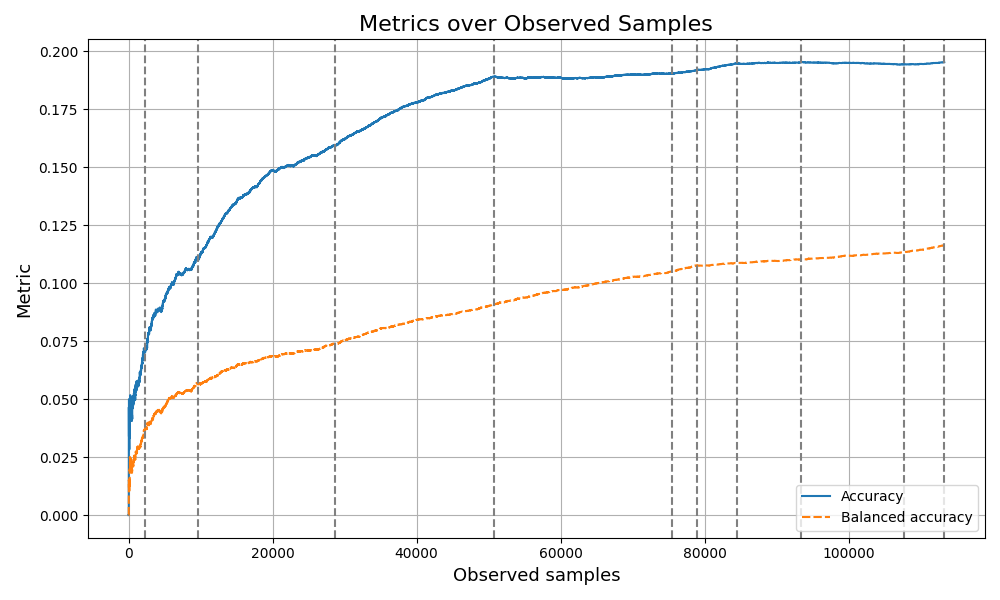 Metrics over Observed Samples
Metric
0.200
0.175
0.150
0.125
0.100
0.075
0.050
0.025
0.000
0 20000 40000 60000 80000 100000
Observed samples
Accuracy
Balanced accuracy